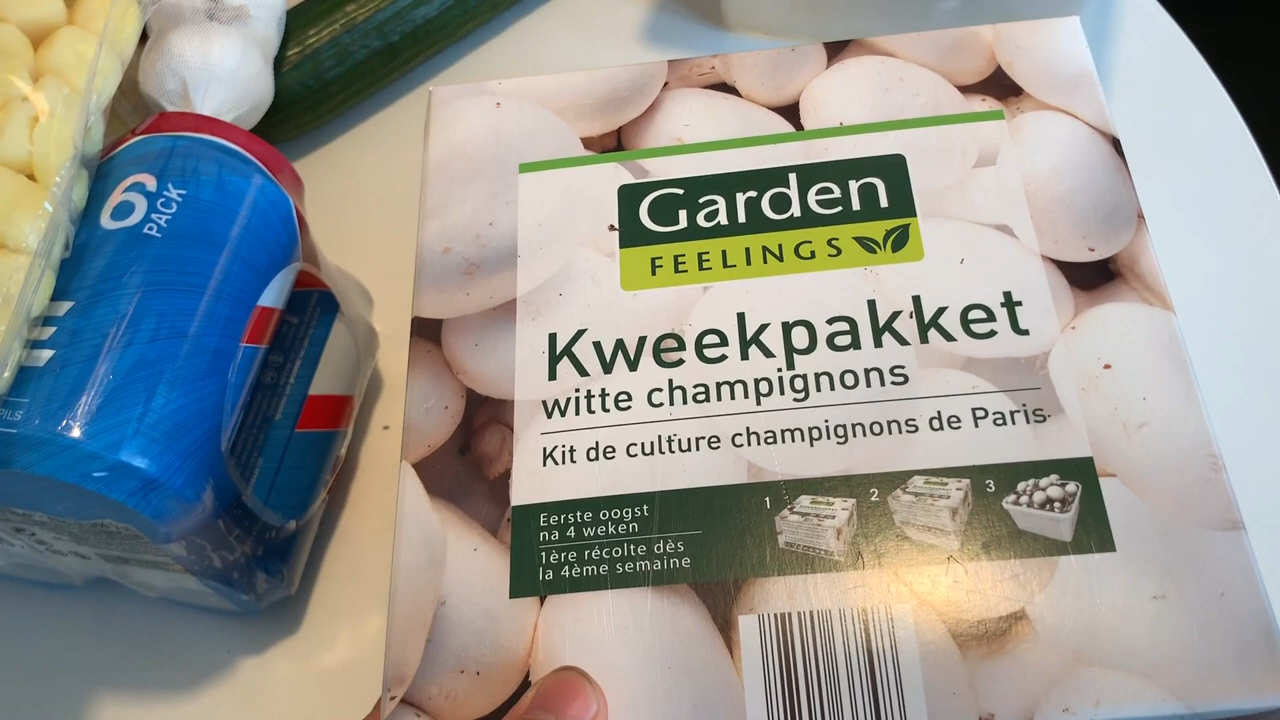 6
PACK
PILS
Garden
FEELINGS
Kweekpakket
witte champignons
Kit de culture champignons de Paris
Eerste oogst
na 4 weken
1ère récolte dès
la 4ème semaine
1
2
3